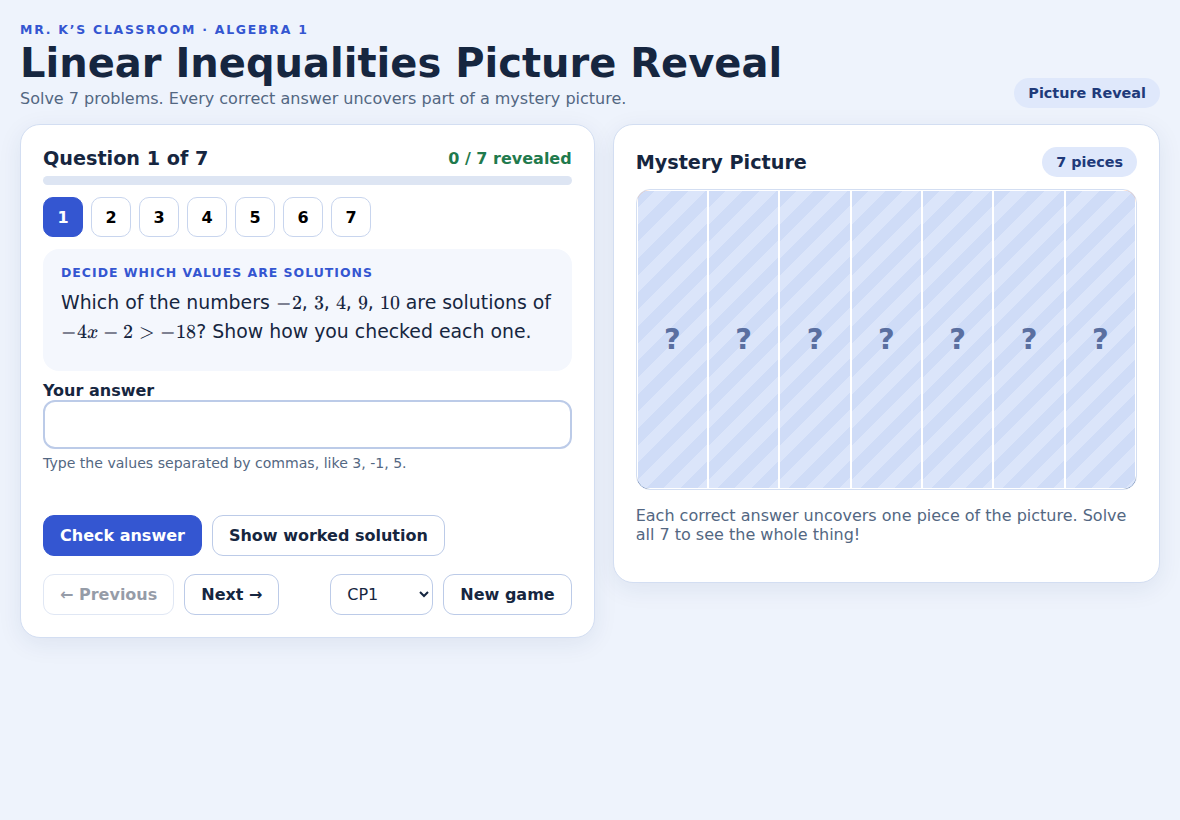 MR. K’S CLASSROOM · ALGEBRA 1
Linear Inequalities Picture Reveal
Solve 7 problems. Every correct answer uncovers part of a mystery picture.
Picture Reveal
Question 1 of 7
0 / 7 revealed
1 2 3 4 5 6 7
DECIDE WHICH VALUES ARE SOLUTIONS
Which of the numbers −2, 3, 4, 9, 10 are solutions of
−4x − 2 > −18? Show how you checked each one.
Your answer
Type the values separated by commas, like 3, -1, 5.
Check answer
Show worked solution
← Previous
Next →
CP1
New game
Mystery Picture
7 pieces
? ? ? ? ? ? ?
Each correct answer uncovers one piece of the picture. Solve
all 7 to see the whole thing!